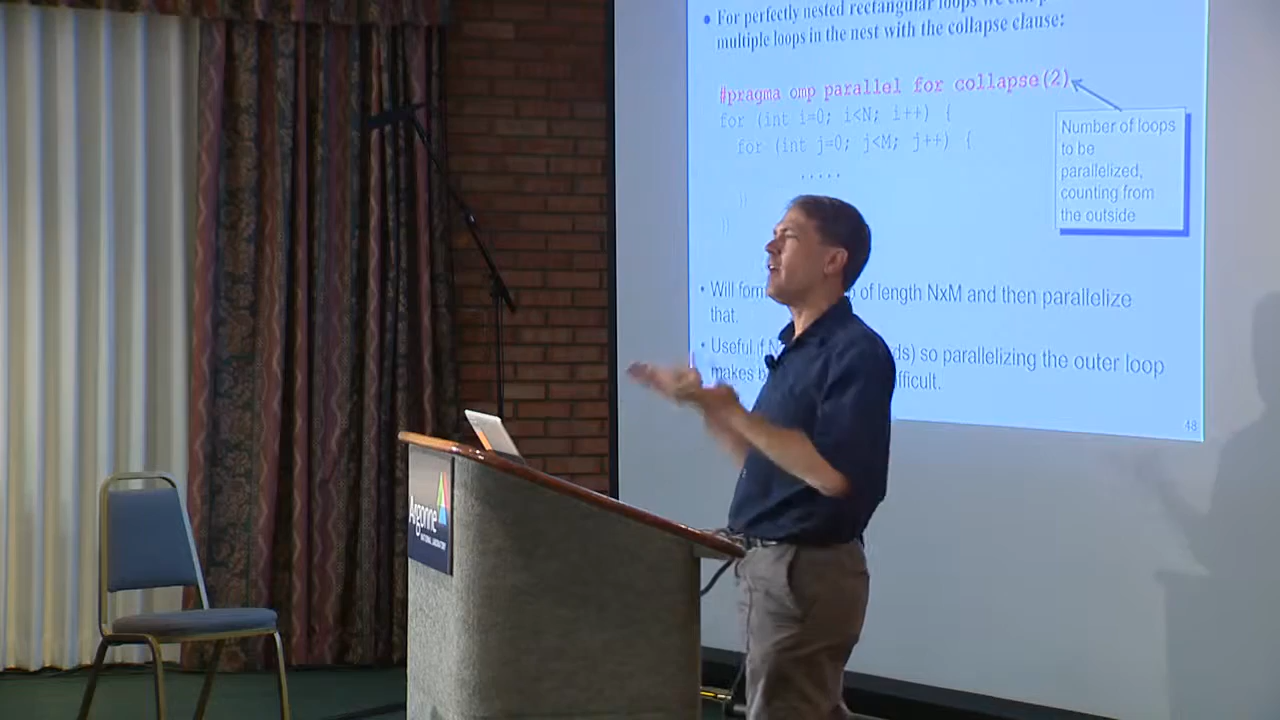 • For perfectly nested rectangular loops we can
multiple loops in the nest with the collapse clause:
#pragma omp parallel for collapse(2)
for (int i=0; i<N; i++) {
for (int j=0; j<M; j++) {
.....
}
}
Number of loops
to be
parallelized,
counting from
the outside
• Will form of length NxM and then parallelize
that.
• Useful if N so parallelizing the outer loop
makes
48
Argonne
NATIONAL LABORATORY